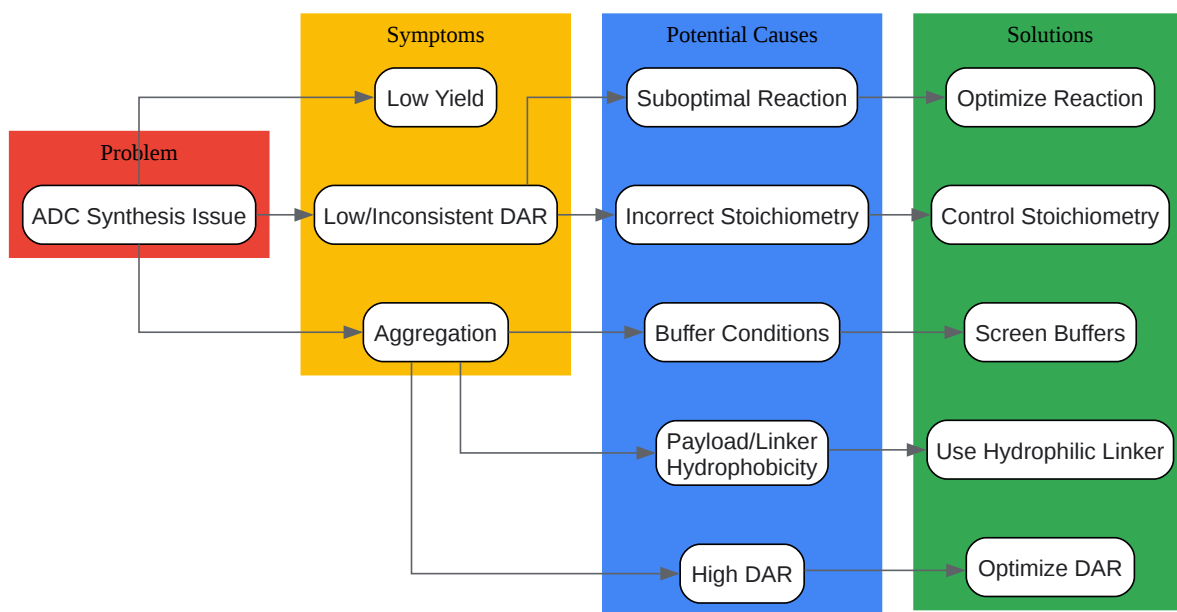 Problem
ADC Synthesis Issue
Symptoms
Low Yield
Low/Inconsistent DAR
Aggregation
Potential Causes
Suboptimal Reaction
Incorrect Stoichiometry
Buffer Conditions
Payload/Linker
Hydrophobicity
High DAR
Solutions
Optimize Reaction
Control Stoichiometry
Screen Buffers
Use Hydrophilic Linker
Optimize DAR